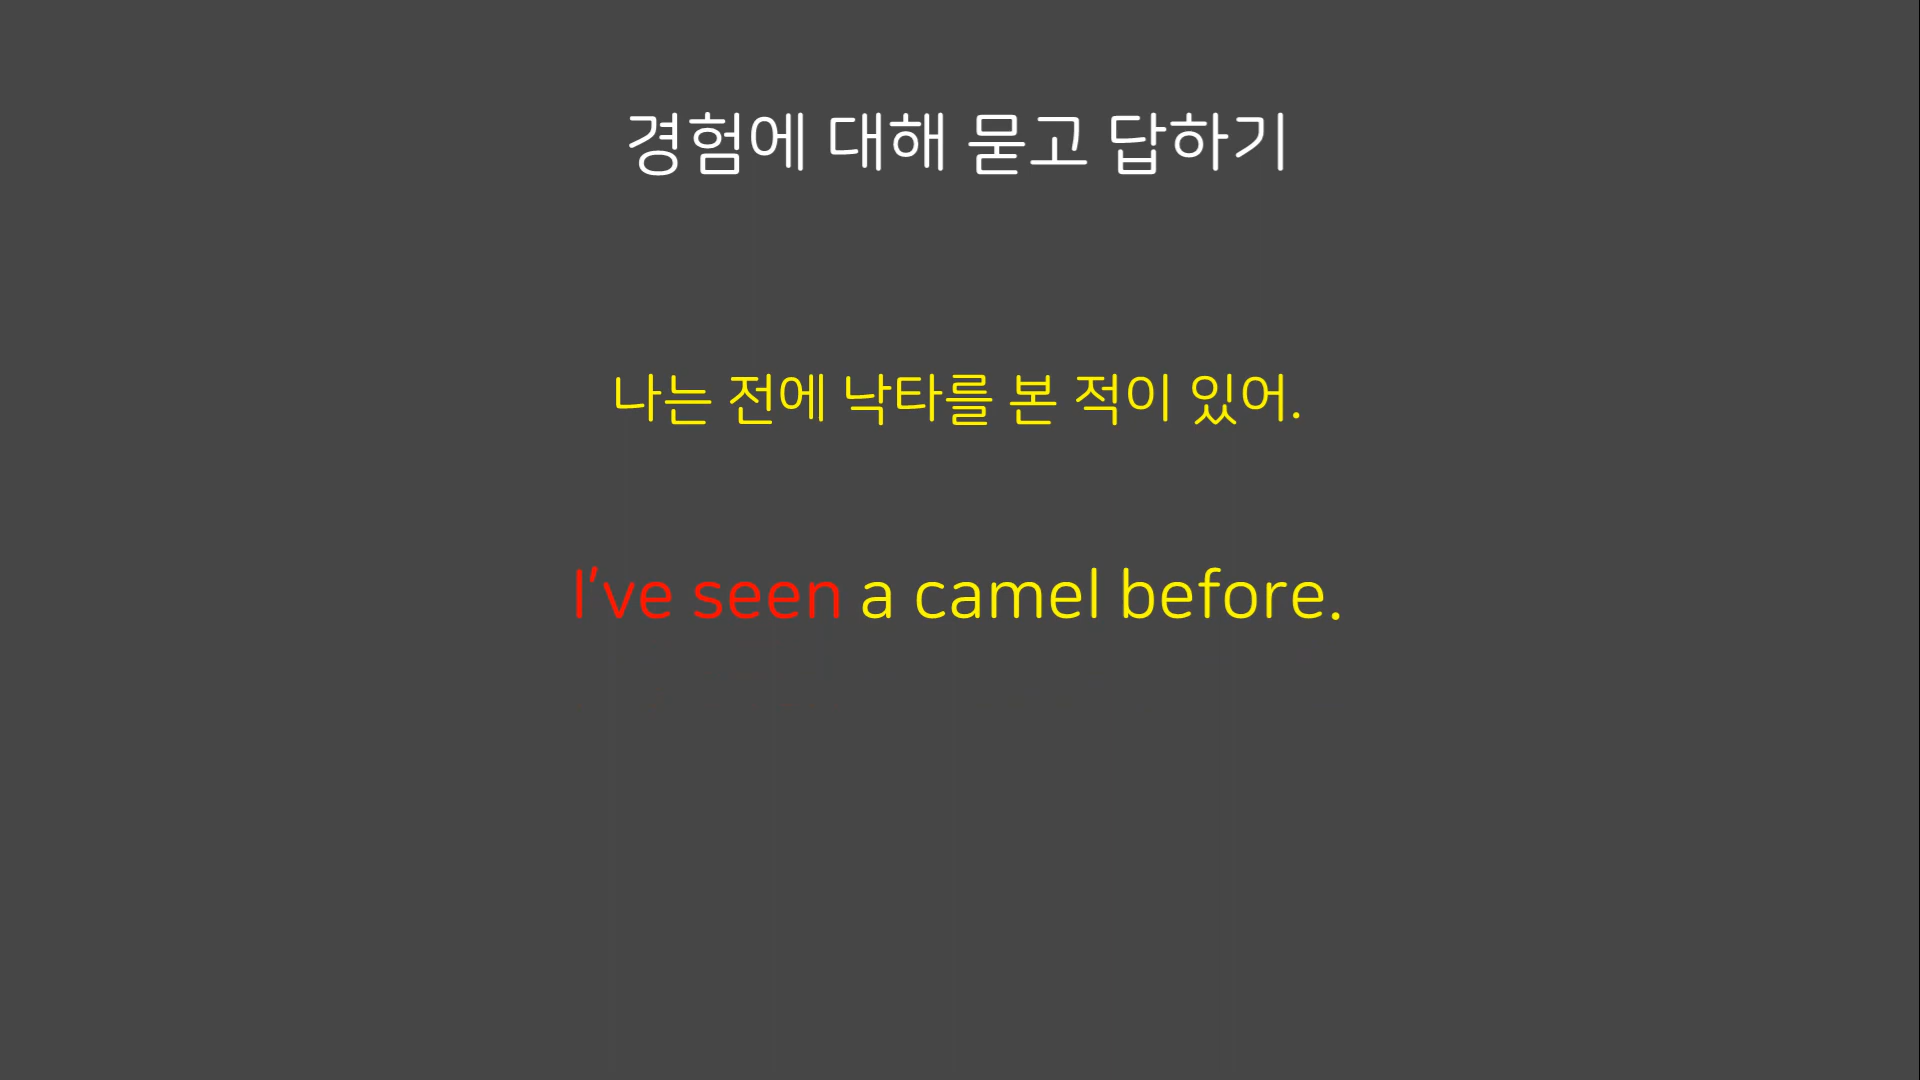 경험에 대해 묻고 답하기
나는 전에 낙타를 본 적이 있어.
I've seen a camel before.